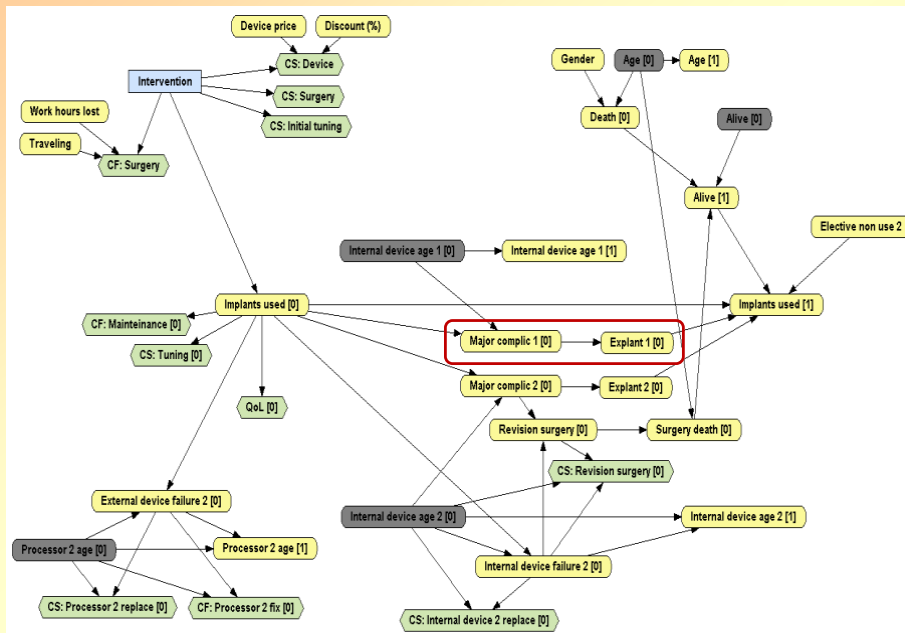 Device price
Discount (%)
CS: Device
Gender
Age [0]
Age [1]
Intervention
CS: Surgery
Work hours lost
Death [0]
Alive [0]
CS: Initial tuning
Traveling
CF: Surgery
Alive [1]
Elective non use 2
Internal device age 1 [0]
Internal device age 1 [1]
Implants used [0]
Implants used [1]
CF: Mainteinance [0]
Major complic 1 [0]
Explant 1 [0]
CS: Tuning [0]
Major complic 2 [0]
Explant 2 [0]
QoL [0]
Revision surgery [0]
Surgery death [0]
CS: Revision surgery [0]
External device failure 2 [0]
Internal device age 2 [0]
Internal device age 2 [1]
Processor 2 age [0]
Processor 2 age [1]
Internal device failure 2 [0]
CS: Processor 2 replace [0]
CF: Processor 2 fix [0]
CS: Internal device 2 replace [0]